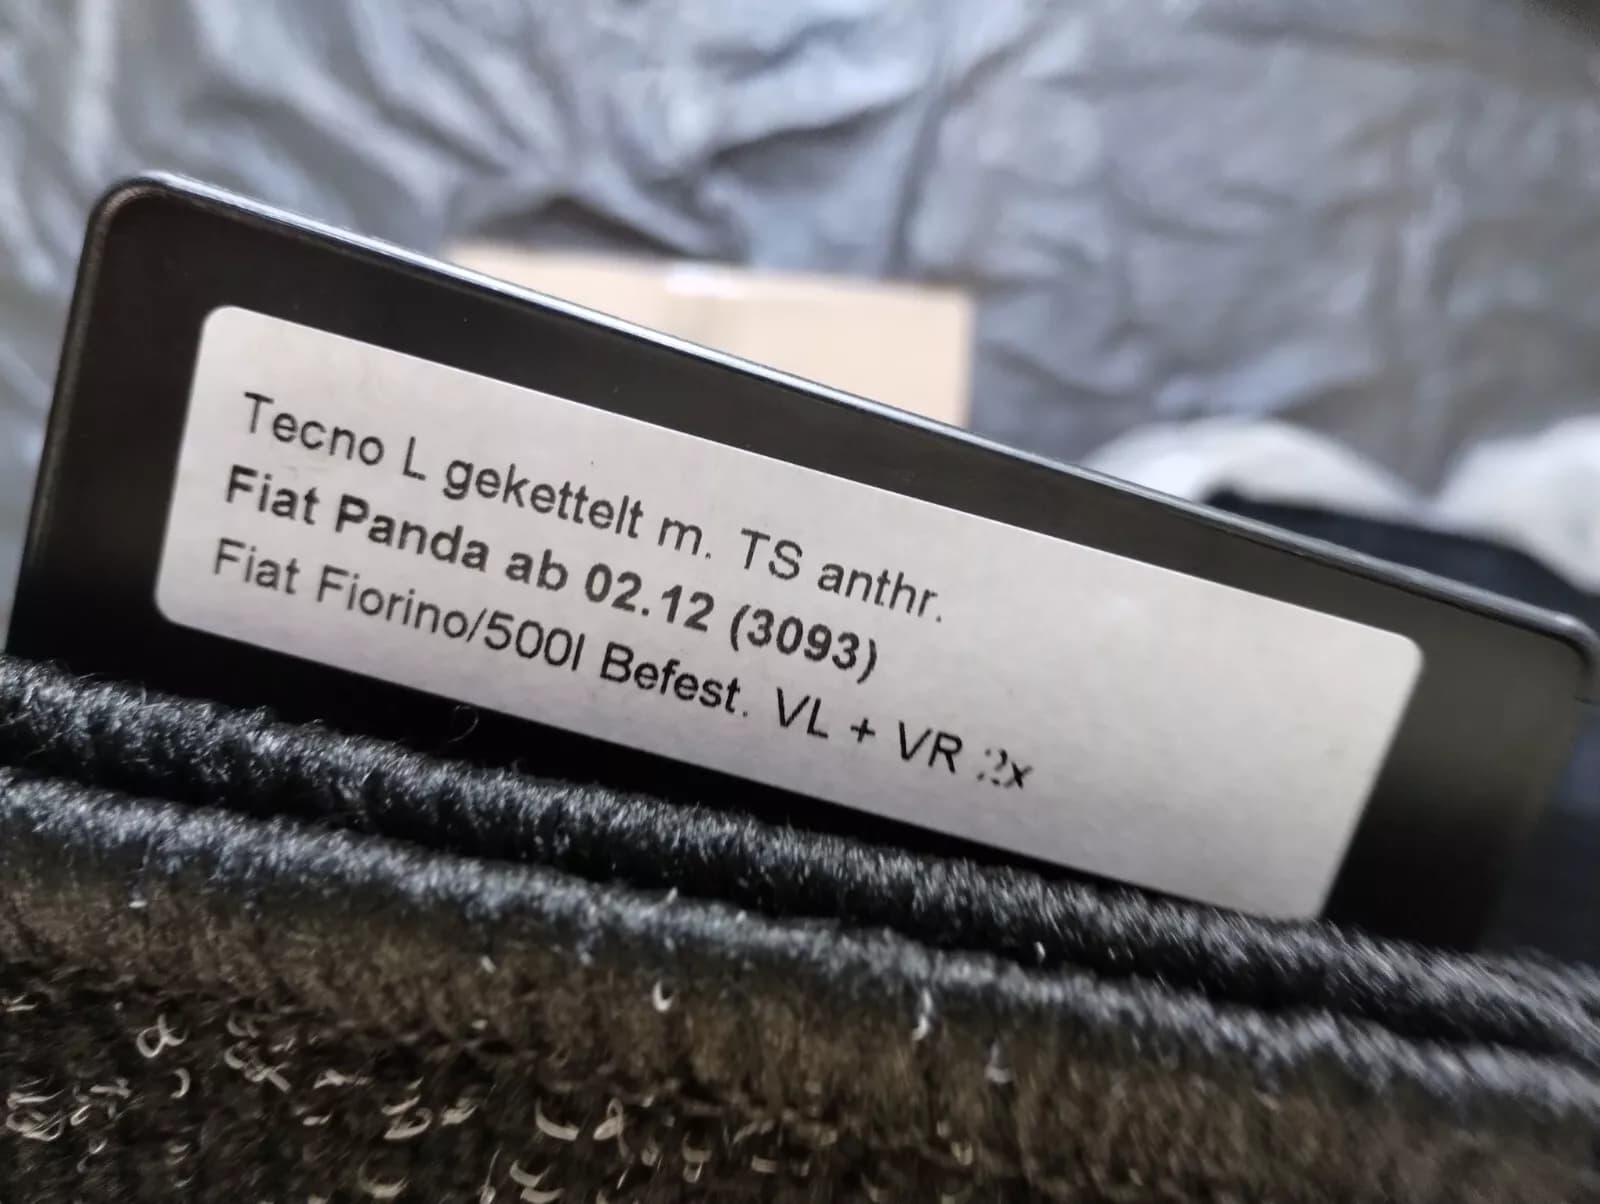 Tecno L gekettelt m. TS anthr.
Fiat Panda ab 02.12 (3093)
Fiat Fiorino/500l Befest. VL + VR 2x